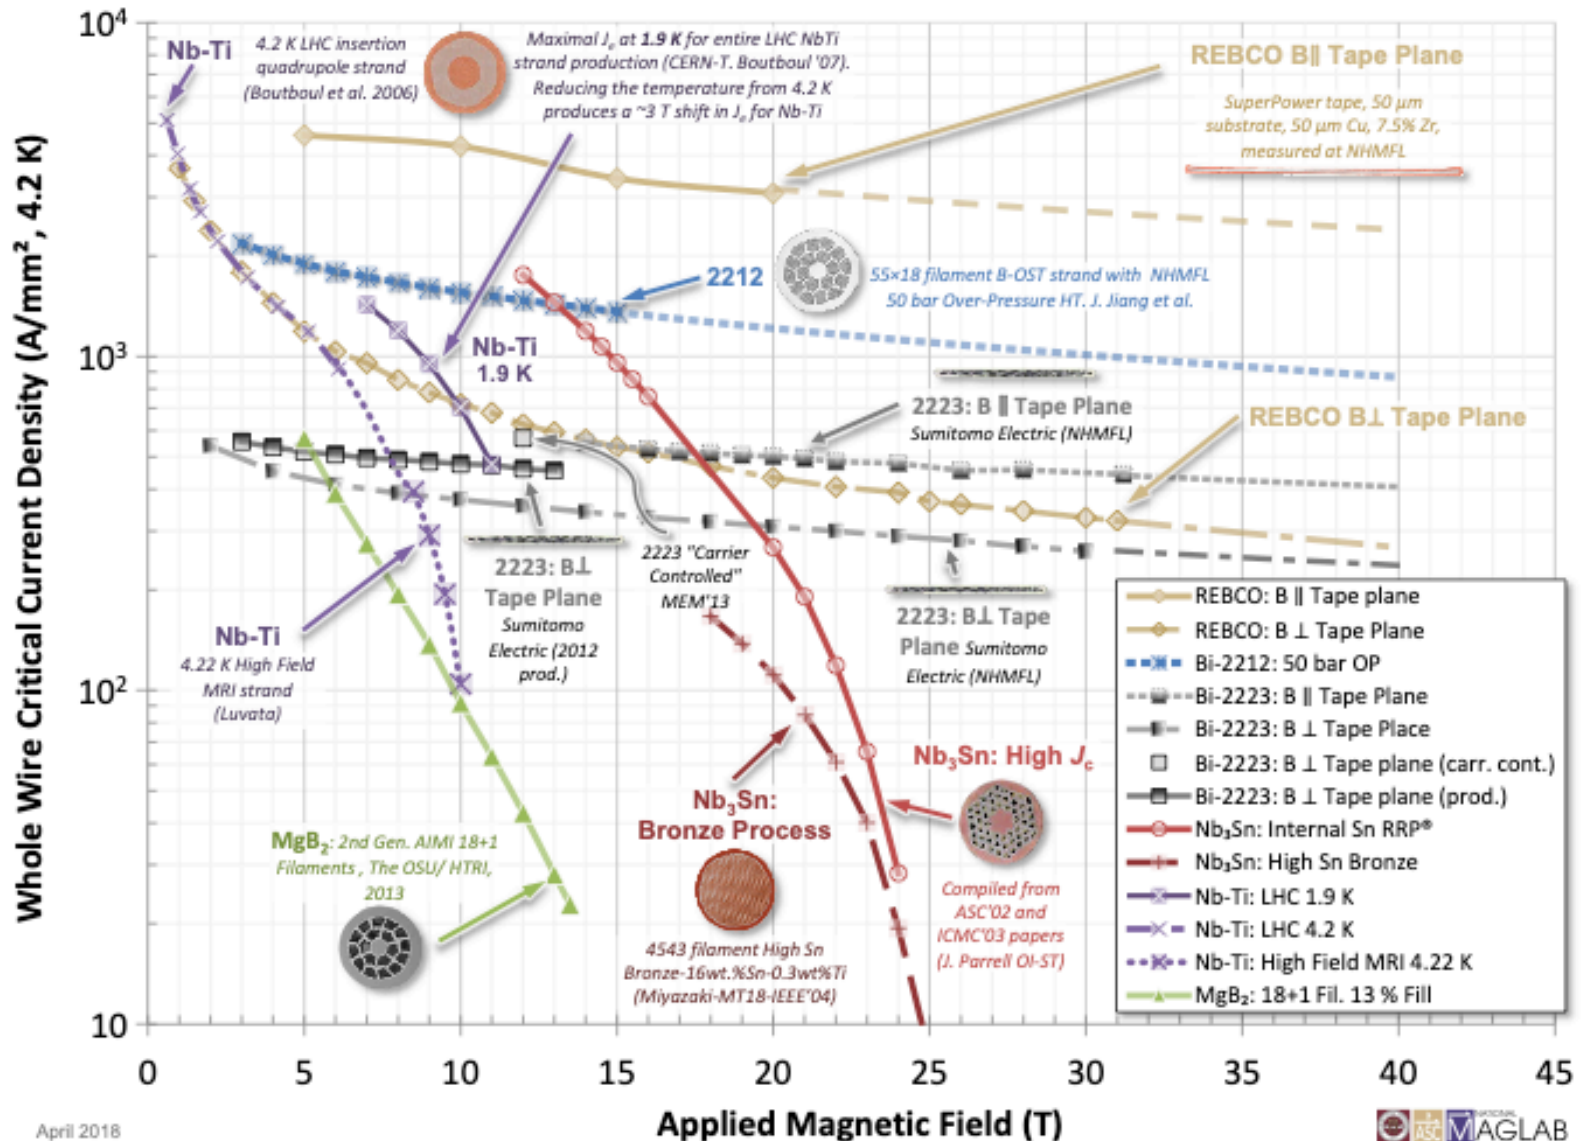 Whole Wire Critical Current Density (A/mm², 4.2 K)
10⁴
10³
10²
10
Nb-Ti
4.2 K LHC insertion
quadrupole strand
(Boutboul et al. 2006)
Maximal Jₑ at 1.9 K for entire LHC NbTi
strand production (CERN-T. Boutboul '07).
Reducing the temperature from 4.2 K
produces a ~3 T shift in Jₑ for Nb-Ti
REBCO B∥ Tape Plane
SuperPower tape, 50 µm
substrate, 50 µm Cu, 7.5% Zr,
measured at NHMFL
2212
55×18 filament B-OST strand with NHMFL
50 bar Over-Pressure HT. J. Jiang et al.
Nb-Ti
1.9 K
2223: B ∥ Tape Plane
Sumitomo Electric (NHMFL)
REBCO B⊥ Tape Plane
2223: B⊥
Tape Plane
Sumitomo
Electric (2012
prod.)
2223 "Carrier
Controlled"
MEM'13
2223: B⊥ Tape
Plane Sumitomo
Electric (NHMFL)
Nb-Ti
4.22 K High Field
MRI strand
(Luvata)
MgB₂: 2nd Gen. AIMI 18+1
Filaments , The OSU/ HTRI,
2013
Nb₃Sn:
Bronze Process
4543 filament High Sn
Bronze-16wt.%Sn-0.3wt%Ti
(Miyazaki-MT18-IEEE'04)
Nb₃Sn: High J꜀
Compiled from
ASC'02 and
ICMC'03 papers
(J. Parrell OI-ST)
REBCO: B ∥ Tape plane
REBCO: B ⊥ Tape Plane
Bi-2212: 50 bar OP
Bi-2223: B ∥ Tape Plane
Bi-2223: B ⊥ Tape Place
Bi-2223: B ⊥ Tape plane (carr. cont.)
Bi-2223: B ⊥ Tape plane (prod.)
Nb₃Sn: Internal Sn RRP®
Nb₃Sn: High Sn Bronze
Nb-Ti: LHC 1.9 K
Nb-Ti: LHC 4.2 K
Nb-Ti: High Field MRI 4.22 K
MgB₂: 18+1 Fil. 13 % Fill
0 5 10 15 20 25 30 35 40 45
Applied Magnetic Field (T)
April 2018
ASC
NATIONAL
MAGLAB